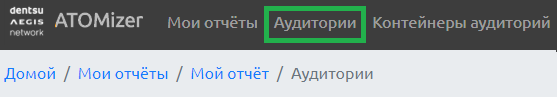 dentsu
AEGIS
network
ATOMizer Мои отчёты Аудитории Контейнеры аудиторий
Домой / Мои отчёты / Мой отчёт / Аудитории